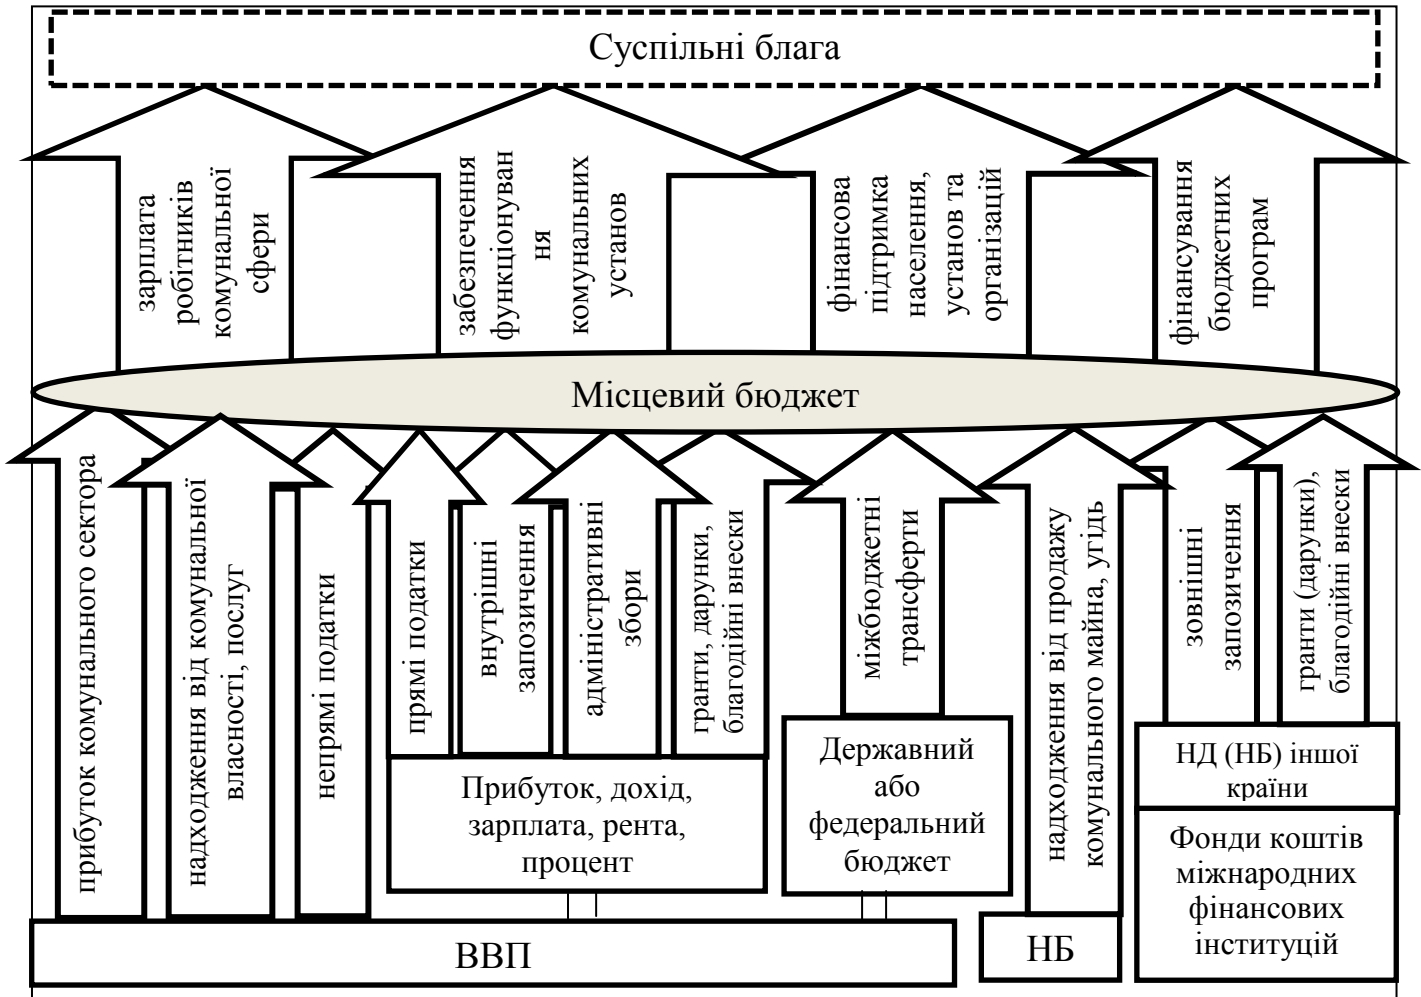 Суспільні блага
зарплата
робітників
комунальної
сфери
забезпечення
функціонуван
ня
комунальних
установ
фінансова
підтримка
населення,
установ та
організацій
фінансування
бюджетних
програм
Місцевий бюджет
прибуток комунального сектора
надходження від комунальної
власності, послуг
непрямі податки
прямі податки
внутрішні
запозичення
адміністративні
збори
гранти, дарунки,
благодійні внески
міжбюджетні
трансферти
надходження від продажу
комунального майна, угідь
зовнішні
запозичення
гранти (дарунки),
благодійні внески
Прибуток, дохід,
зарплата, рента,
процент
Державний
або
федеральний
бюджет
НД (НБ) іншої
країни
Фонди коштів
міжнародних
фінансових
інституцій
ВВП
НБ